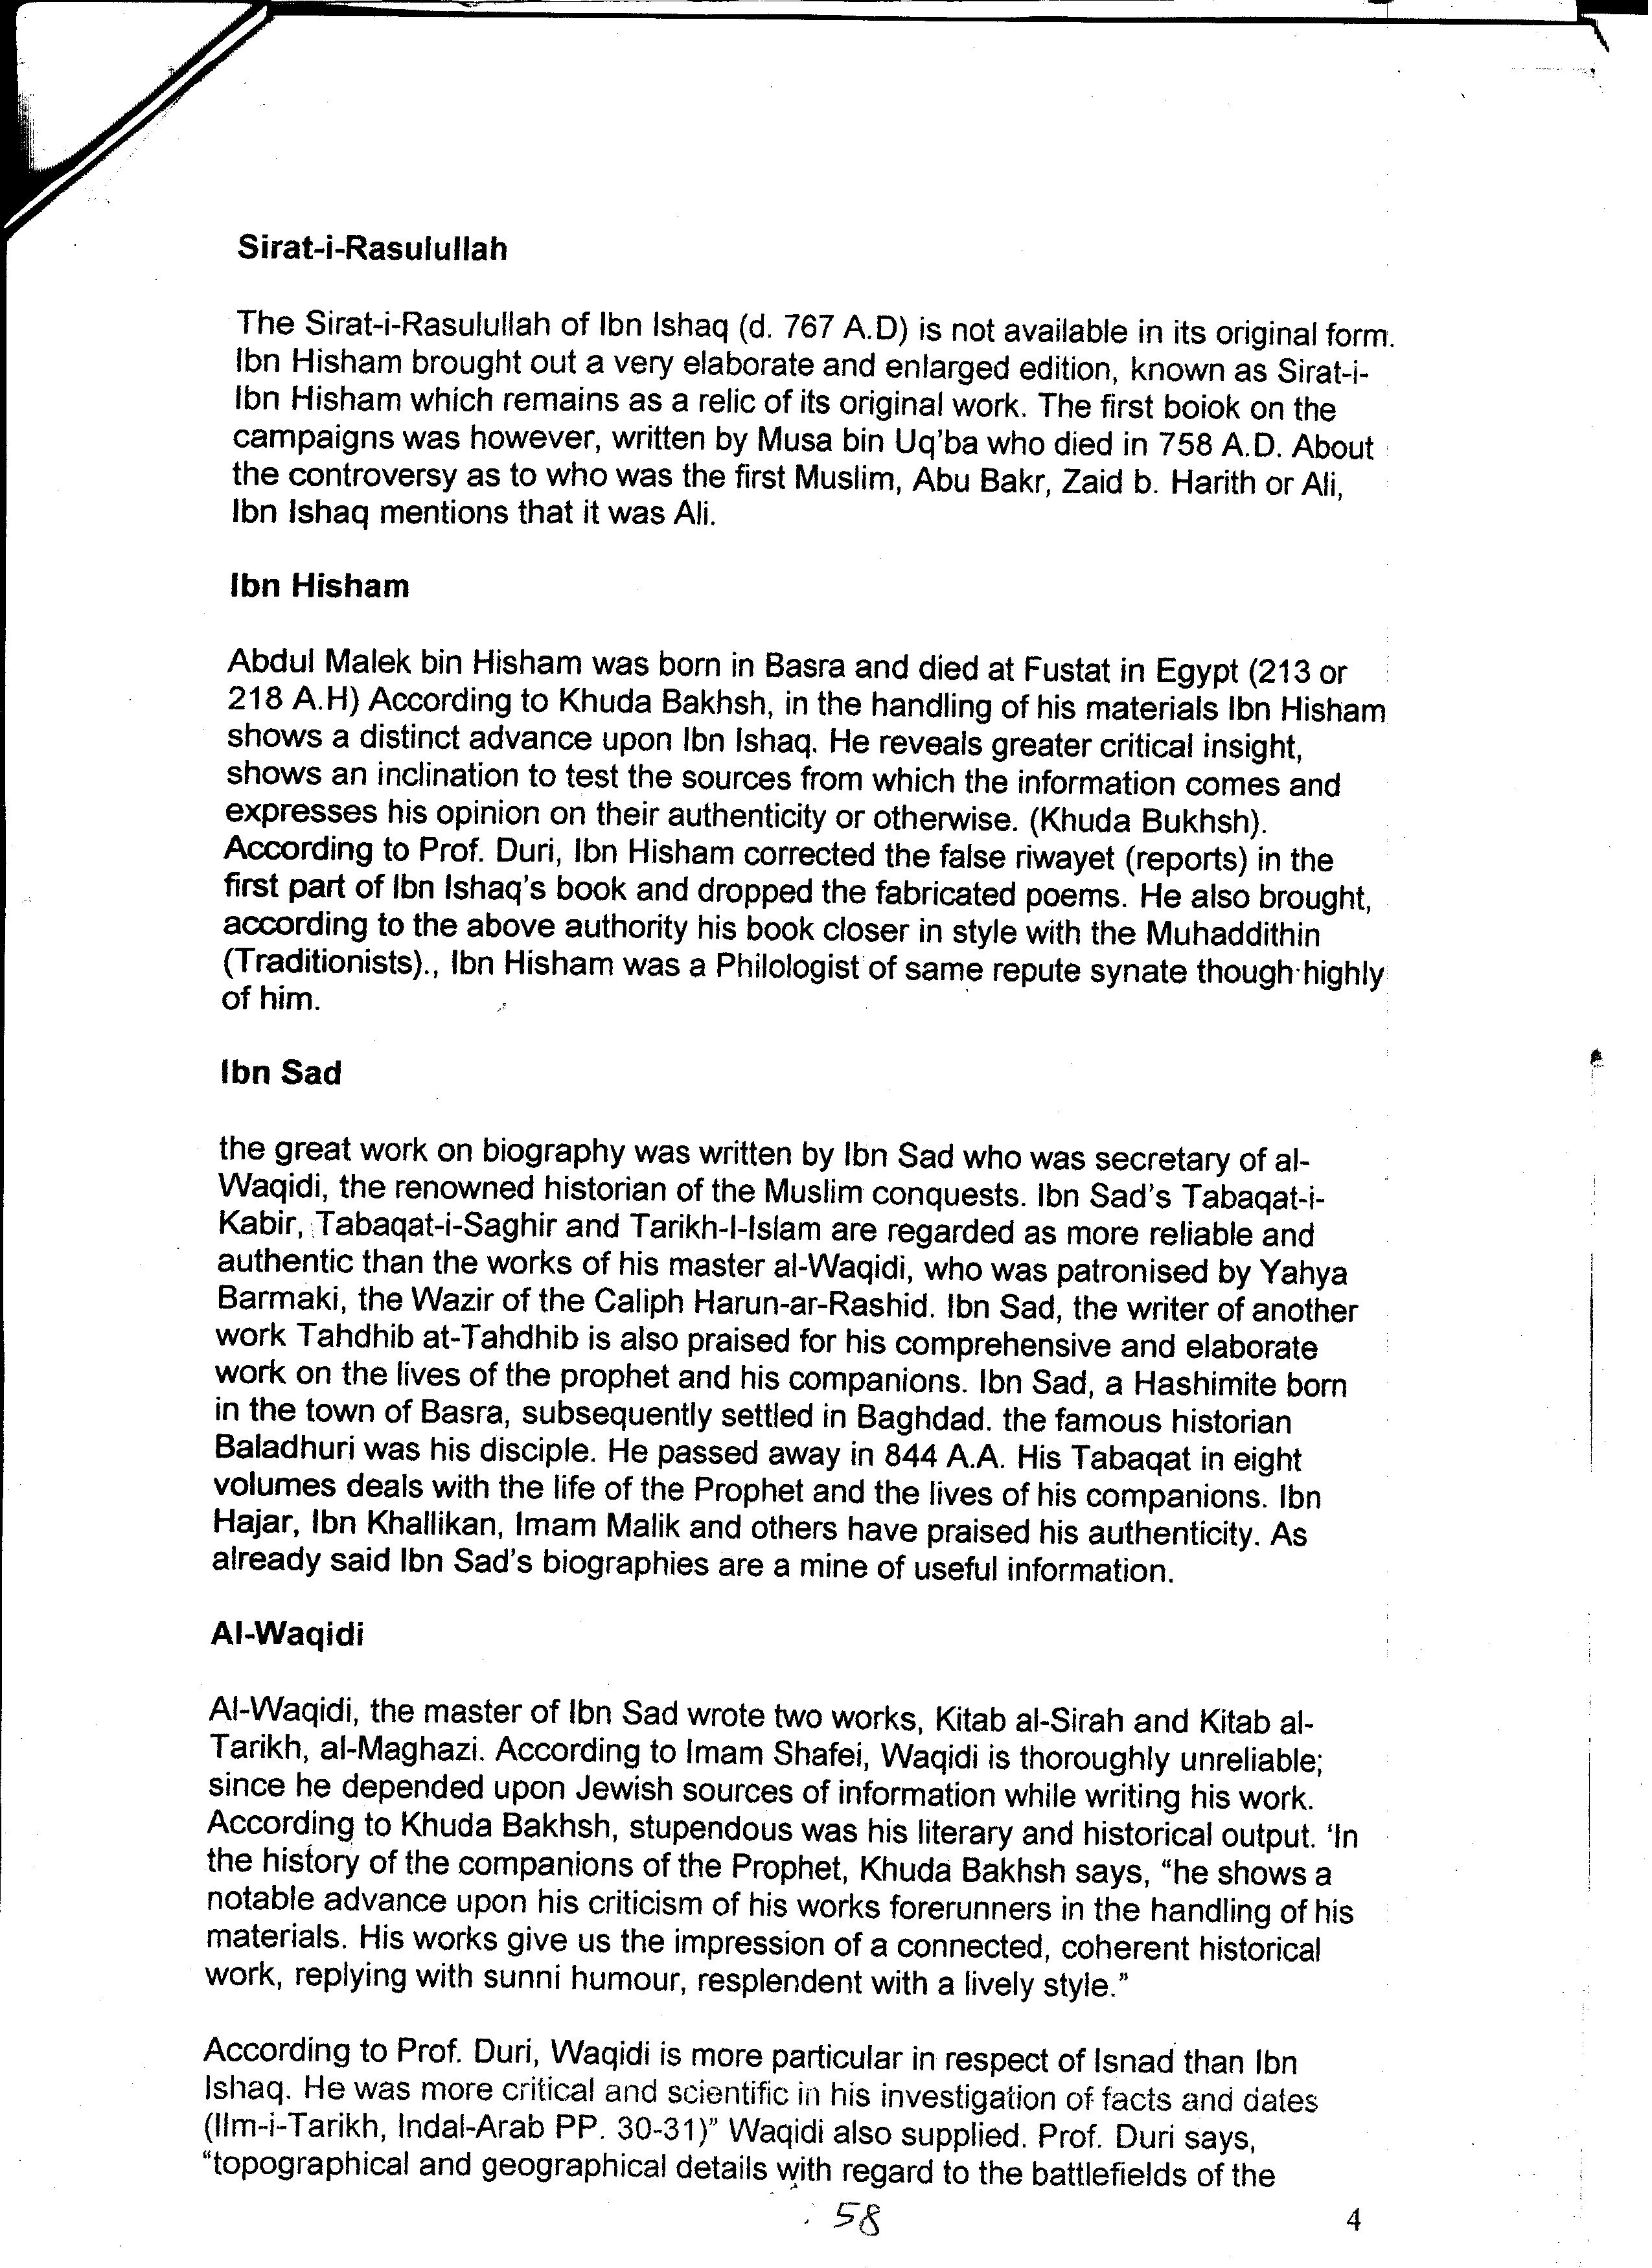 Sirat-i-Rasulullah
The Sirat-i-Rasulullah of Ibn Ishaq (d. 767 A.D) is not available in its original form.
Ibn Hisham brought out a very elaborate and enlarged edition, known as Sirat-i-
Ibn Hisham which remains as a relic of its original work. The first boiok on the
campaigns was however, written by Musa bin Uq'ba who died in 758 A.D. About
the controversy as to who was the first Muslim, Abu Bakr, Zaid b. Harith or Ali,
Ibn Ishaq mentions that it was Ali.
Ibn Hisham
Abdul Malek bin Hisham was born in Basra and died at Fustat in Egypt (213 or
218 A.H) According to Khuda Bakhsh, in the handling of his materials Ibn Hisham
shows a distinct advance upon Ibn Ishaq. He reveals greater critical insight,
shows an inclination to test the sources from which the information comes and
expresses his opinion on their authenticity or otherwise. (Khuda Bukhsh).
According to Prof. Duri, Ibn Hisham corrected the false riwayet (reports) in the
first part of Ibn Ishaq's book and dropped the fabricated poems. He also brought,
according to the above authority his book closer in style with the Muhaddithin
(Traditionists)., Ibn Hisham was a Philologist of same repute synate though highly
of him.
Ibn Sad
the great work on biography was written by Ibn Sad who was secretary of al-
Waqidi, the renowned historian of the Muslim conquests. Ibn Sad's Tabaqat-i-
Kabir, Tabaqat-i-Saghir and Tarikh-I-Islam are regarded as more reliable and
authentic than the works of his master al-Waqidi, who was patronised by Yahya
Barmaki, the Wazir of the Caliph Harun-ar-Rashid. Ibn Sad, the writer of another
work Tahdhib at-Tahdhib is also praised for his comprehensive and elaborate
work on the lives of the prophet and his companions. Ibn Sad, a Hashimite born
in the town of Basra, subsequently settled in Baghdad. the famous historian
Baladhuri was his disciple. He passed away in 844 A.A. His Tabaqat in eight
volumes deals with the life of the Prophet and the lives of his companions. Ibn
Hajar, Ibn Khallikan, Imam Malik and others have praised his authenticity. As
already said Ibn Sad's biographies are a mine of useful information.
Al-Waqidi
Al-Waqidi, the master of Ibn Sad wrote two works, Kitab al-Sirah and Kitab al-
Tarikh, al-Maghazi. According to Imam Shafei, Waqidi is thoroughly unreliable;
since he depended upon Jewish sources of information while writing his work.
According to Khuda Bakhsh, stupendous was his literary and historical output. 'In
the history of the companions of the Prophet, Khuda Bakhsh says, "he shows a
notable advance upon his criticism of his works forerunners in the handling of his
materials. His works give us the impression of a connected, coherent historical
work, replying with sunni humour, resplendent with a lively style."
According to Prof. Duri, Waqidi is more particular in respect of Isnad than Ibn
Ishaq. He was more critical and scientific in his investigation of facts and dates
(Ilm-i-Tarikh, Indal-Arab PP. 30-31)" Waqidi also supplied. Prof. Duri says,
"topographical and geographical details with regard to the battlefields of the
58
4